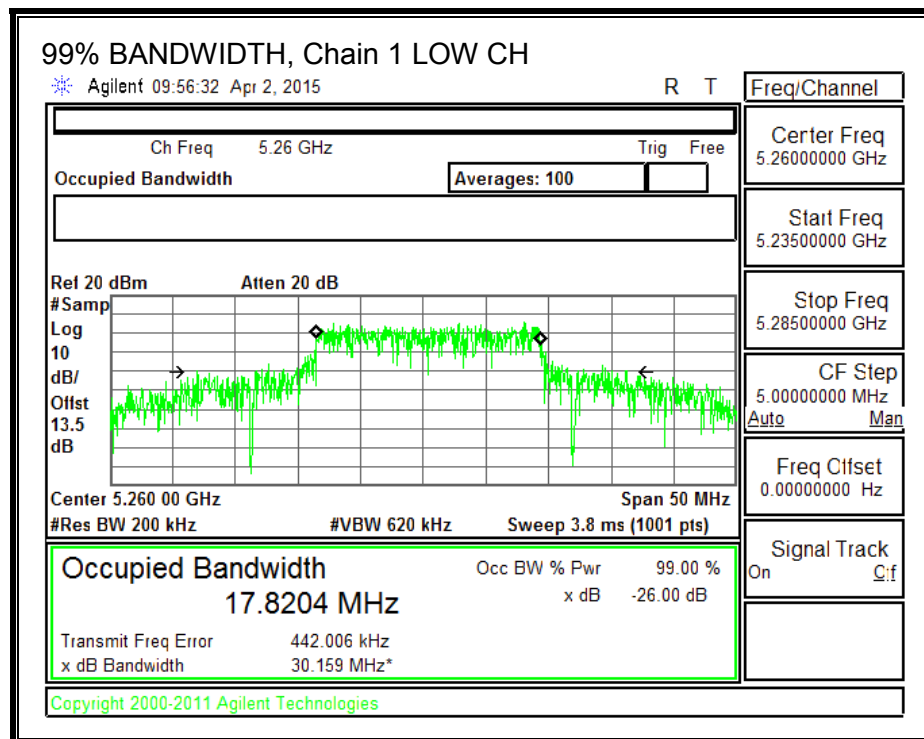 99% BANDWIDTH, Chain 1 LOW CH
Agilent 09:56:32 Apr 2, 2015 R T
Freq/Channel
Ch Freq 5.26 GHz Trig Free
Occupied Bandwidth Averages: 100
Center Freq
5.26000000 GHz
Start Freq
5.23500000 GHz
Stop Freq
5.28500000 GHz
CF Step
5.00000000 MHz
Auto Man
Freq Offset
0.00000000 Hz
Signal Track
On Off
Ref 20 dBm Atten 20 dB
#Samp
Log
10
dB/
Offst
13.5
dB
Center 5.260 00 GHz Span 50 MHz
#Res BW 200 kHz #VBW 620 kHz Sweep 3.8 ms (1001 pts)
Occupied Bandwidth
17.8204 MHz
Occ BW % Pwr 99.00 %
x dB -26.00 dB
Transmit Freq Error 442.006 kHz
x dB Bandwidth 30.159 MHz*
Copyright 2000-2011 Agilent Technologies